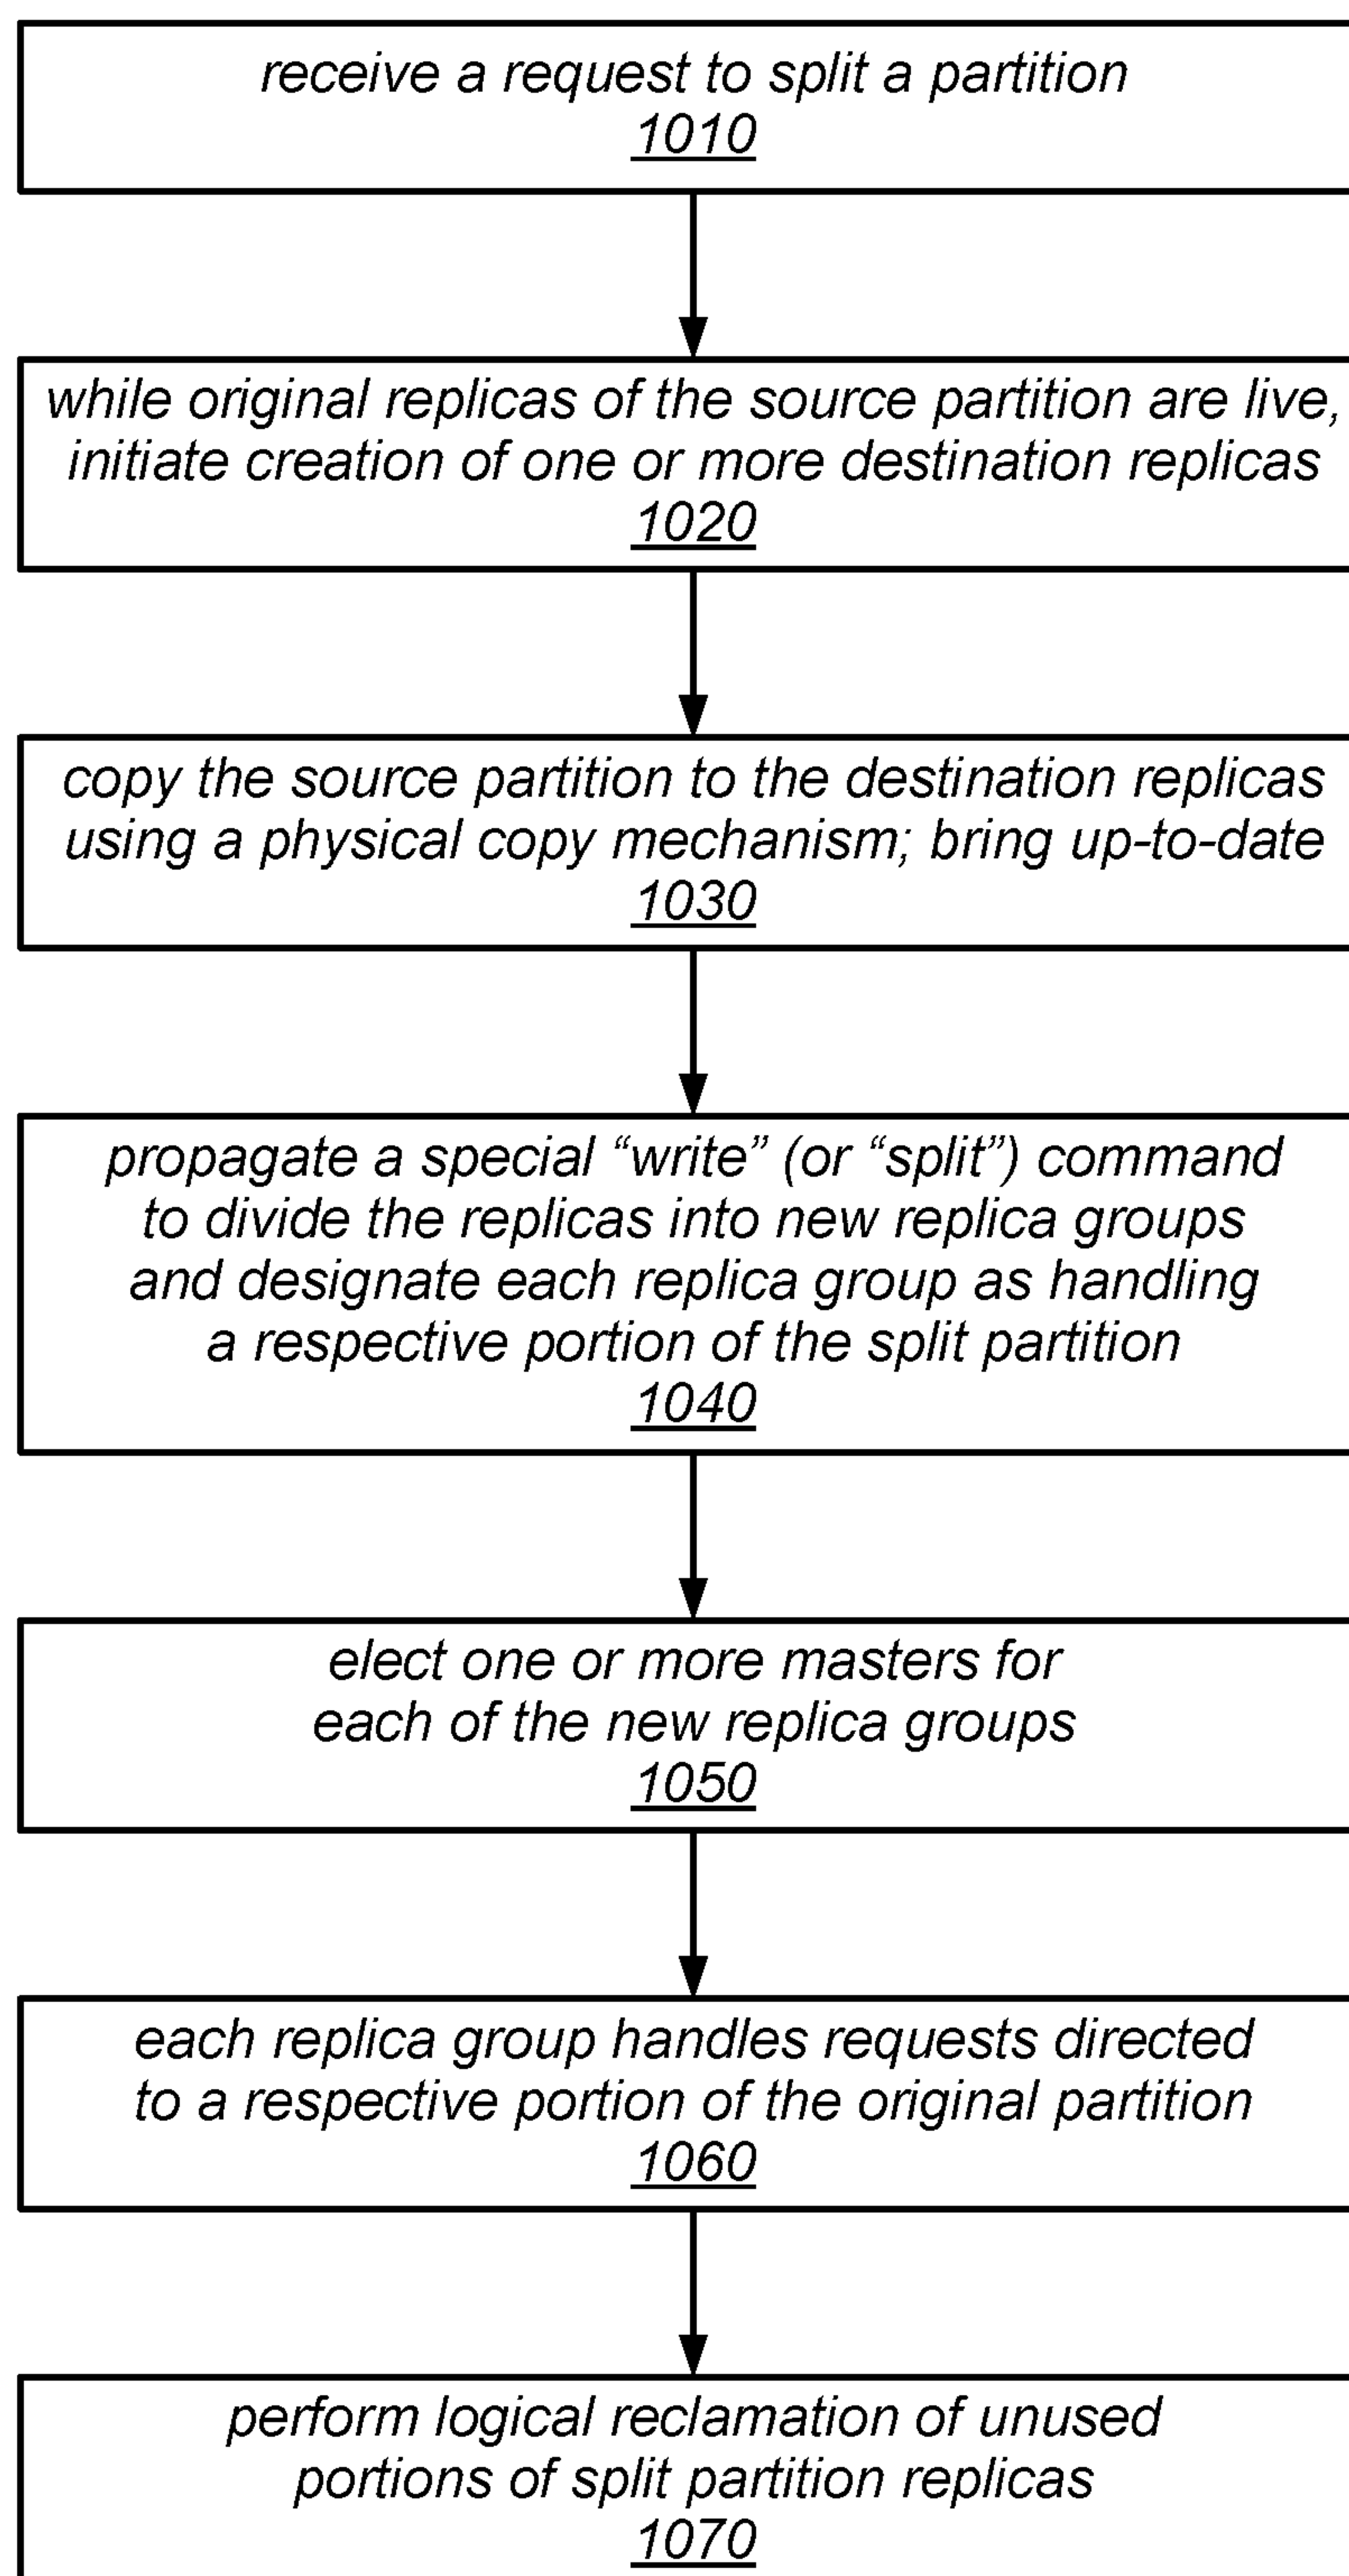 receive a request to split a partition
1010
while original replicas of the source partition are live,
initiate creation of one or more destination replicas
1020
copy the source partition to the destination replicas
using a physical copy mechanism; bring up-to-date
1030
propagate a special “write” (or “split”) command
to divide the replicas into new replica groups
and designate each replica group as handling
a respective portion of the split partition
1040
elect one or more masters for
each of the new replica groups
1050
each replica group handles requests directed
to a respective portion of the original partition
1060
perform logical reclamation of unused
portions of split partition replicas
1070